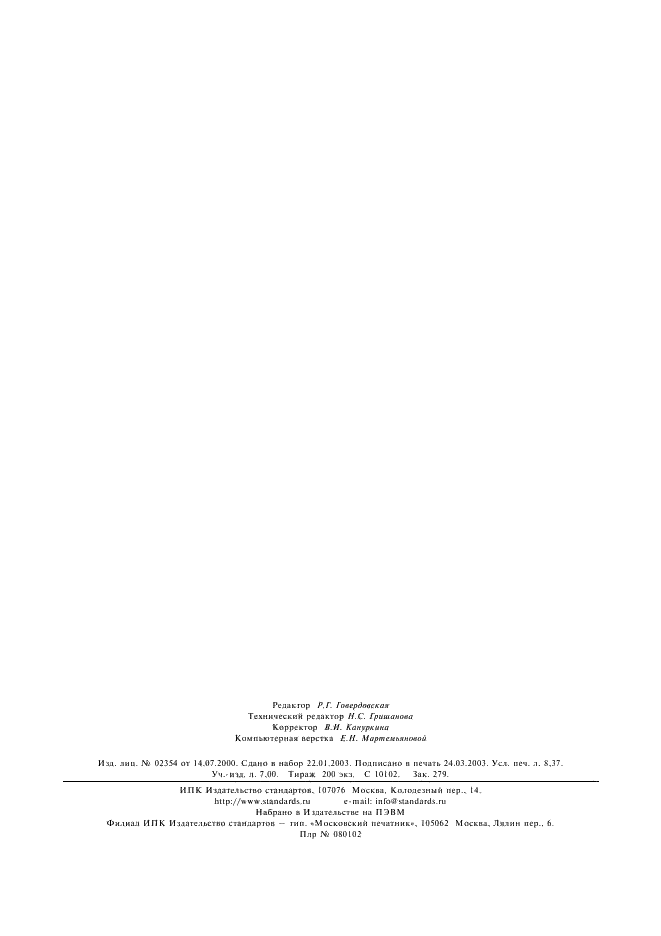 Редактор Р.Г. Говердовская
Технический редактор Н.С. Гришанова
Корректор В.И. Кануркина
Компьютерная верстка Е.Н. Мартемьяновой
Изд. лиц. № 02354 от 14.07.2000. Сдано в набор 22.01.2003. Подписано в печать 24.03.2003. Усл. печ. л. 8,37.
Уч.-изд. л. 7,00. Тираж 200 экз. С 10102. Зак. 279.
ИПК Издательство стандартов, 107076 Москва, Колодезный пер., 14.
http://www.standards.ru e-mail: info@standards.ru
Набрано в Издательстве на ПЭВМ
Филиал ИПК Издательство стандартов — тип. «Московский печатник», 105062 Москва, Лялин пер., 6.
Плр № 080102